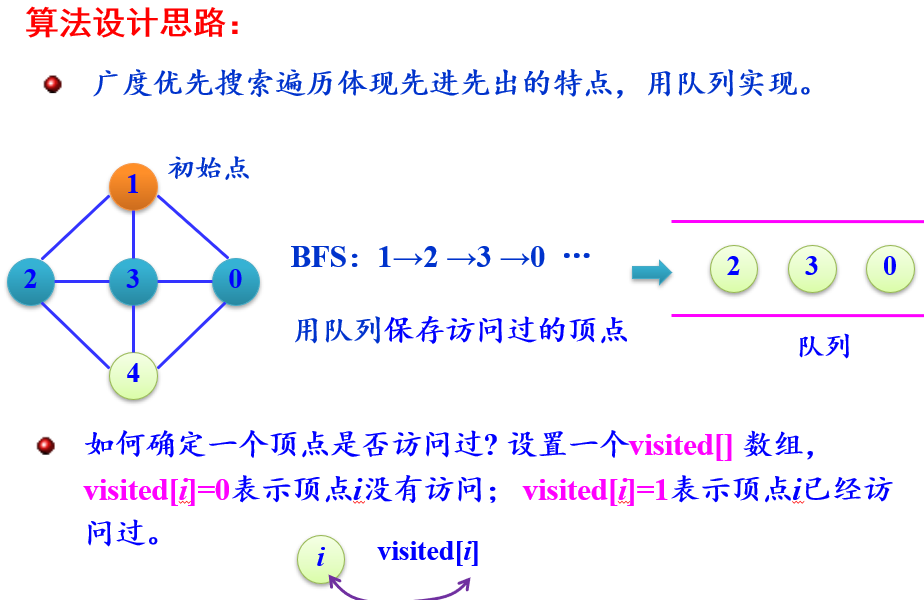 算法设计思路：
广度优先搜索遍历体现先进先出的特点，用队列实现。
初始点
1
2 3 0
4
BFS：1→2 →3 →0 …
用队列保存访问过的顶点
2 3 0
队列
如何确定一个顶点是否访问过? 设置一个visited[] 数组，
visited[i]=0表示顶点i没有访问； visited[i]=1表示顶点i已经访
问过。
i visited[i]